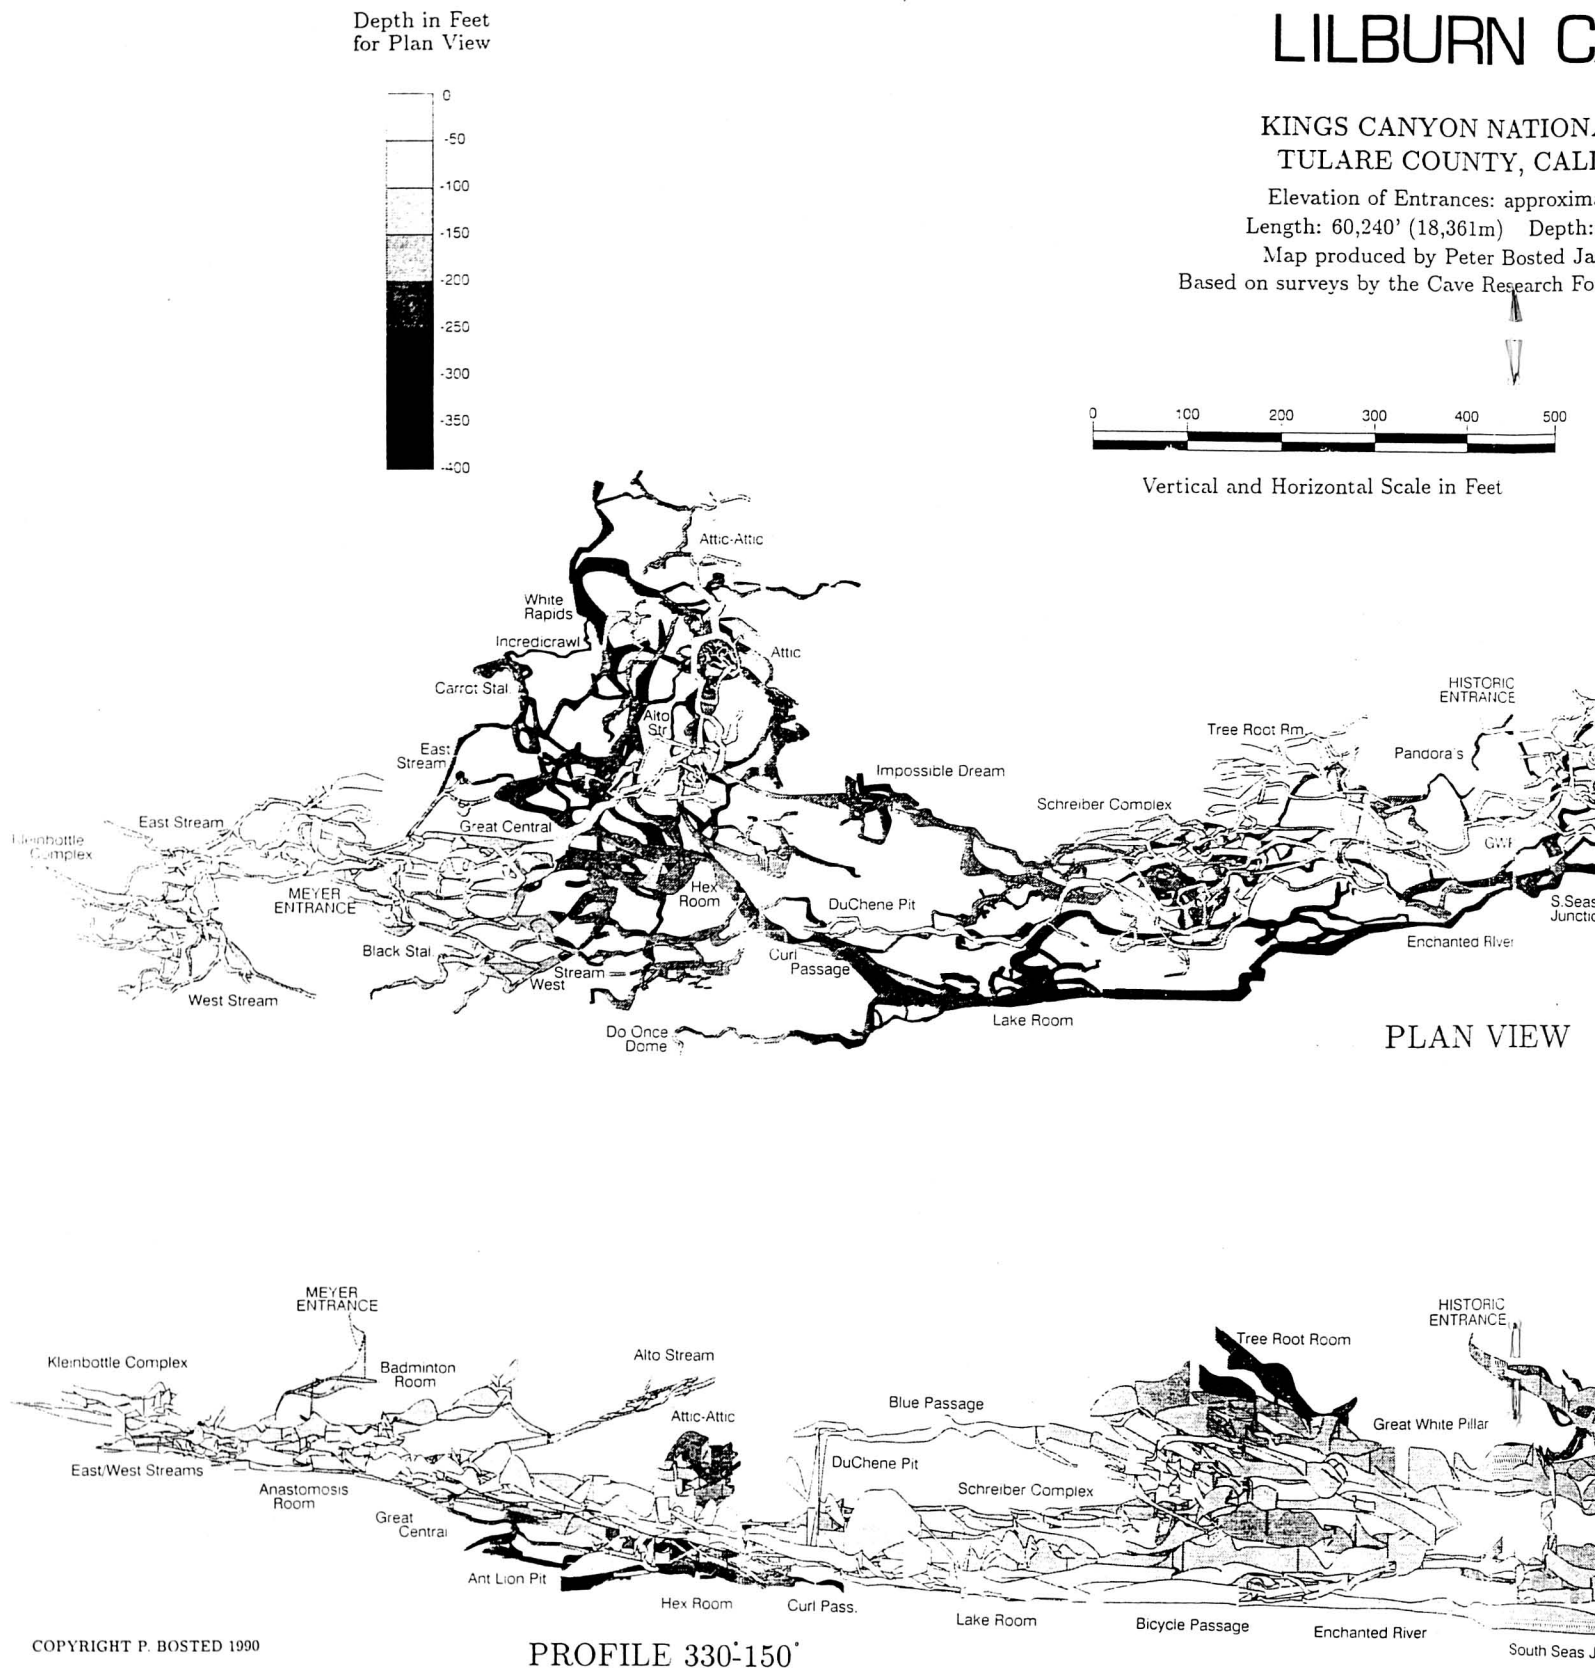 Depth in Feet
for Plan View
0
-50
-100
-150
-200
-250
-300
-350
-400
LILBURN C
KINGS CANYON NATION
TULARE COUNTY, CAL
Elevation of Entrances: approxim
Length: 60,240' (18,361m) Depth:
Map produced by Peter Bosted Ja
Based on surveys by the Cave Research Fo
0 100 200 300 400 500
Vertical and Horizontal Scale in Feet
Attic-Attic
White
Rapids
Incredicrawl
Attic
Carrot Stal.
Alto
Str
East
Stream
HISTORIC
ENTRANCE
Tree Root Rm.
Pandora's
Impossible Dream
Schreiber Complex
East Stream
Great Central
Kleinbottle
Complex
GWP
MEYER
ENTRANCE
Hex
Room
DuChene Pit
S.Seas
Junctio
Enchanted River
Black Stal.
Curl
Passage
Stream
West
West Stream
Lake Room
Do Once
Dome
PLAN VIEW
MEYER
ENTRANCE
HISTORIC
ENTRANCE
Kleinbottle Complex
Badminton
Room
Alto Stream
Tree Root Room
Blue Passage
Attic-Attic
Great White Pillar
DuChene Pit
East/West Streams
Anastomosis
Room
Schreiber Complex
Great
Central
Ant Lion Pit
Hex Room
Curl Pass.
Lake Room
Bicycle Passage
Enchanted River
South Seas J
COPYRIGHT P. BOSTED 1990
PROFILE 330°-150°